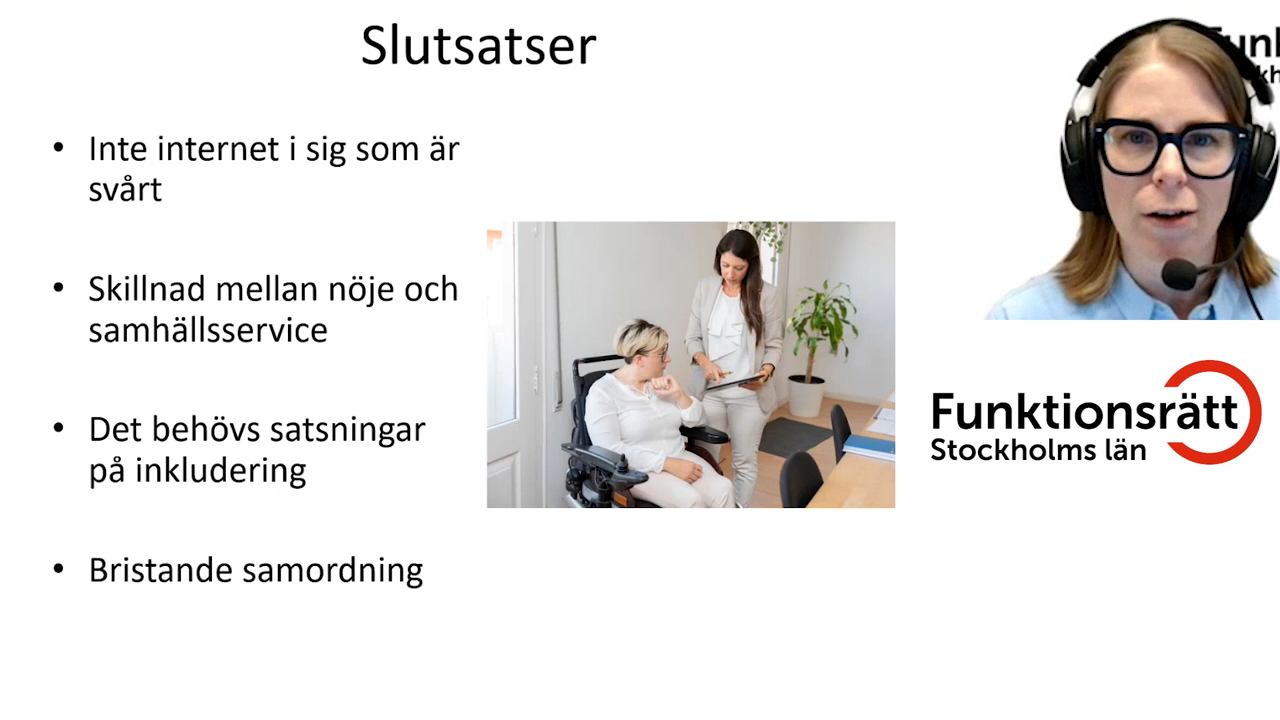 Slutsatser
• Inte internet i sig som är
svårt
• Skillnad mellan nöje och
samhällsservice
• Det behövs satsningar
på inkludering
• Bristande samordning
Funktionsrätt
Stockholms län